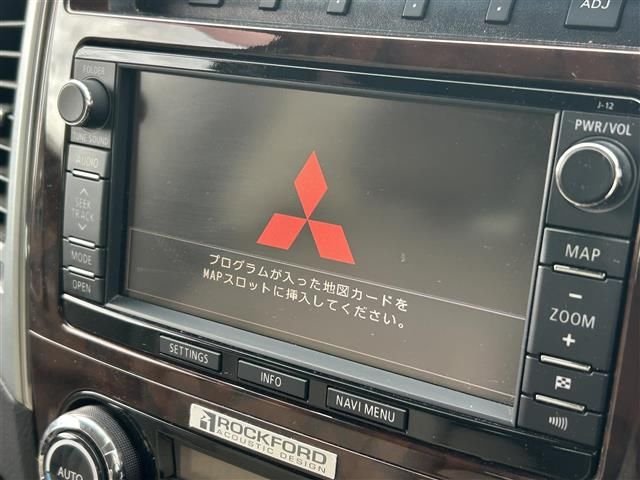 ADJ
FOLDER
TUNE SOUND
AUDIO
SEEK
TRACK
MODE
OPEN
J-12
PWR/VOL
MAP
ZOOM
プログラムが入った地図カードを
MAPスロットに挿入してください。
SETTINGS
INFO
NAVI MENU
ROCKFORD
ACOUSTIC DESIGN
AUTO